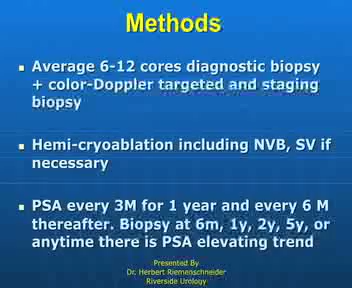 Methods
Average 6-12 cores diagnostic biopsy
+ color-Doppler targeted and staging
biopsy
Hemi-cryoablation including NVB, SV if
necessary
PSA every 3M for 1 year and every 6 M
thereafter. Biopsy at 6m, 1y, 2y, 5y, or
anytime there is PSA elevating trend
Presented By
Dr. Herbert Riemenschneider
Riverside Urology